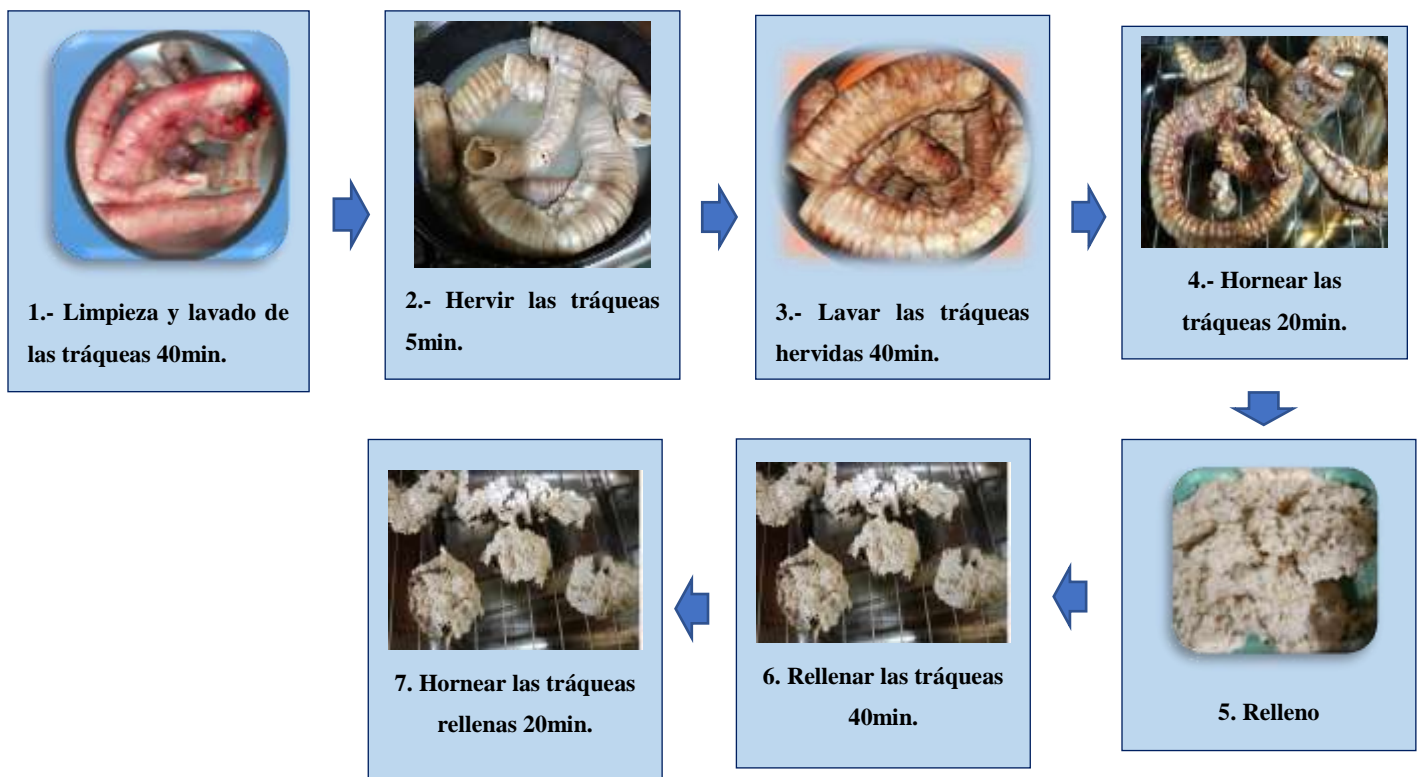 1.- Limpieza y lavado de
las tráqueas 40min.
2.- Hervir las tráqueas
5min.
3.- Lavar las tráqueas
hervidas 40min.
4.- Hornear las
tráqueas 20min.
5. Relleno
6. Rellenar las tráqueas
40min.
7. Hornear las tráqueas
rellenas 20min.